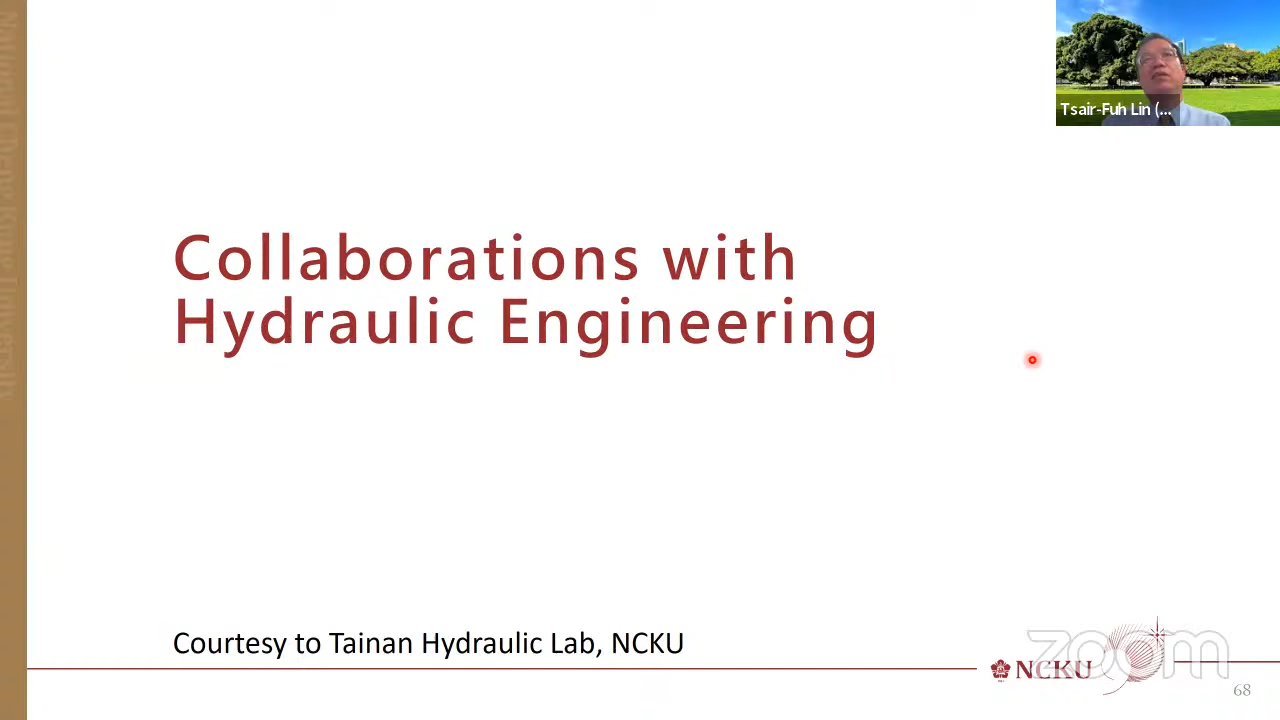 Tsair-Fuh Lin (...
Collaborations with
Hydraulic Engineering
Courtesy to Tainan Hydraulic Lab, NCKU
NCKU
zoom
68